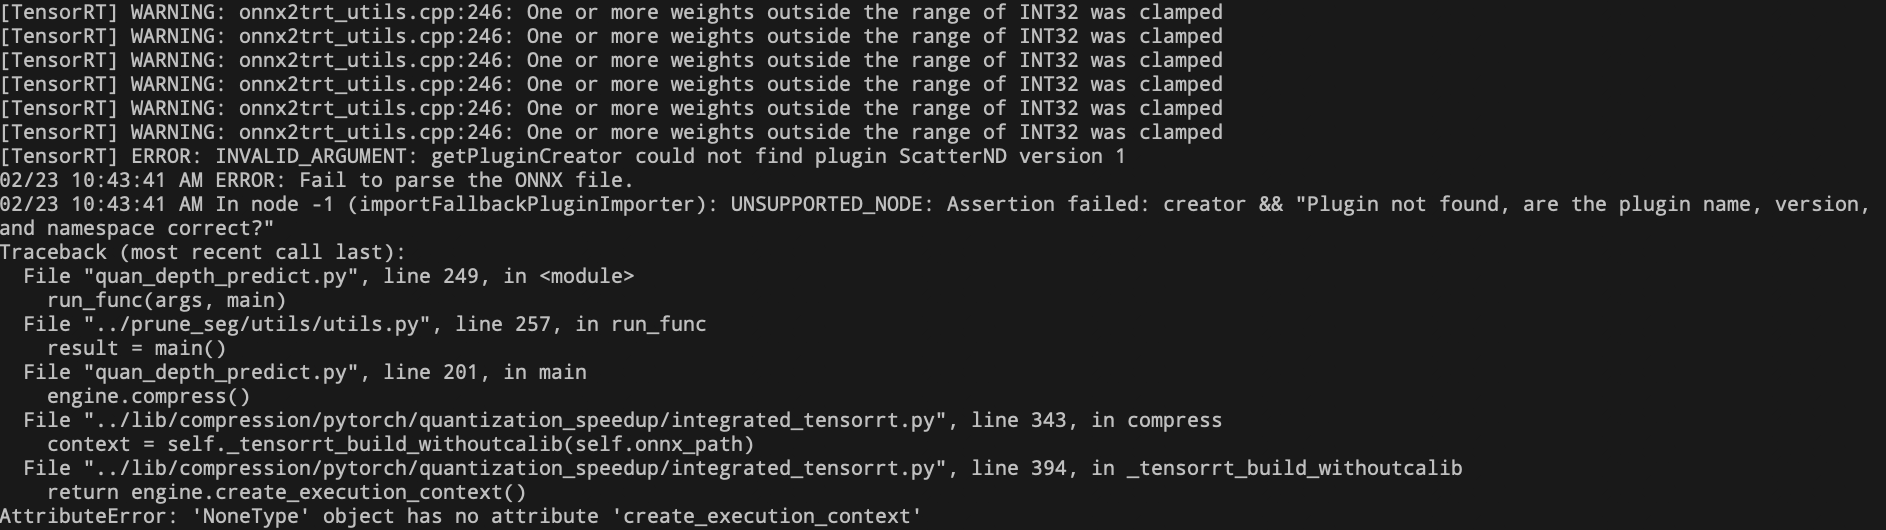 [TensorRT] WARNING: onnx2trt_utils.cpp:246: One or more weights outside the range of INT32 was clamped
[TensorRT] WARNING: onnx2trt_utils.cpp:246: One or more weights outside the range of INT32 was clamped
[TensorRT] WARNING: onnx2trt_utils.cpp:246: One or more weights outside the range of INT32 was clamped
[TensorRT] WARNING: onnx2trt_utils.cpp:246: One or more weights outside the range of INT32 was clamped
[TensorRT] WARNING: onnx2trt_utils.cpp:246: One or more weights outside the range of INT32 was clamped
[TensorRT] WARNING: onnx2trt_utils.cpp:246: One or more weights outside the range of INT32 was clamped
[TensorRT] ERROR: INVALID_ARGUMENT: getPluginCreator could not find plugin ScatterND version 1
02/23 10:43:41 AM ERROR: Fail to parse the ONNX file.
02/23 10:43:41 AM In node -1 (importFallbackPluginImporter): UNSUPPORTED_NODE: Assertion failed: creator && "Plugin not found, are the plugin name, version,
and namespace correct?"
Traceback (most recent call last):
  File "quan_depth_predict.py", line 249, in <module>
    run_func(args, main)
  File "../prune_seg/utils/utils.py", line 257, in run_func
    result = main()
  File "quan_depth_predict.py", line 201, in main
    engine.compress()
  File "../lib/compression/pytorch/quantization_speedup/integrated_tensorrt.py", line 343, in compress
    context = self._tensorrt_build_withoutcalib(self.onnx_path)
  File "../lib/compression/pytorch/quantization_speedup/integrated_tensorrt.py", line 394, in _tensorrt_build_withoutcalib
    return engine.create_execution_context()
AttributeError: 'NoneType' object has no attribute 'create_execution_context'